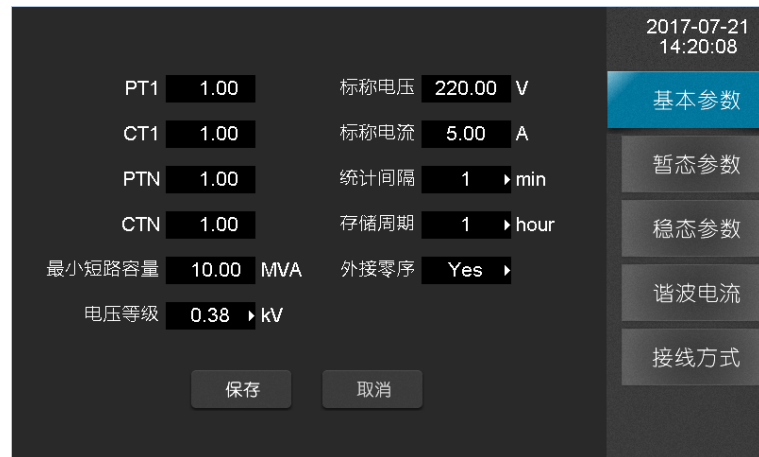 2017-07-21
14:20:08
PT1 1.00 标称电压 220.00 V
CT1 1.00 标称电流 5.00 A
PTN 1.00 统计间隔 1 min
CTN 1.00 存储周期 1 hour
最小短路容量 10.00 MVA 外接零序 Yes
电压等级 0.38 kV
保存 取消
基本参数
暂态参数
稳态参数
谐波电流
接线方式